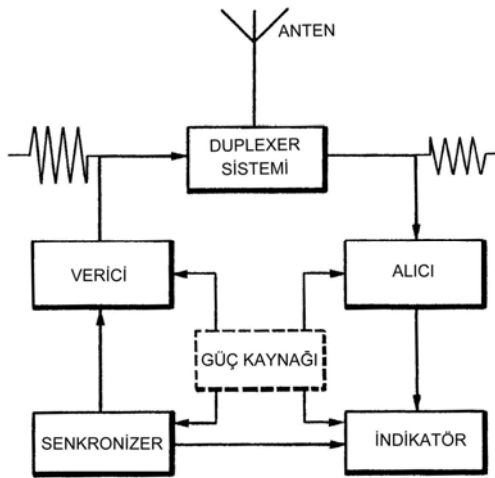 ANTEN
DUPLEXER
SİSTEMİ
VERİCİ
ALICI
GÜÇ KAYNAĞI
SENKRONİZER
İNDİKATÖR